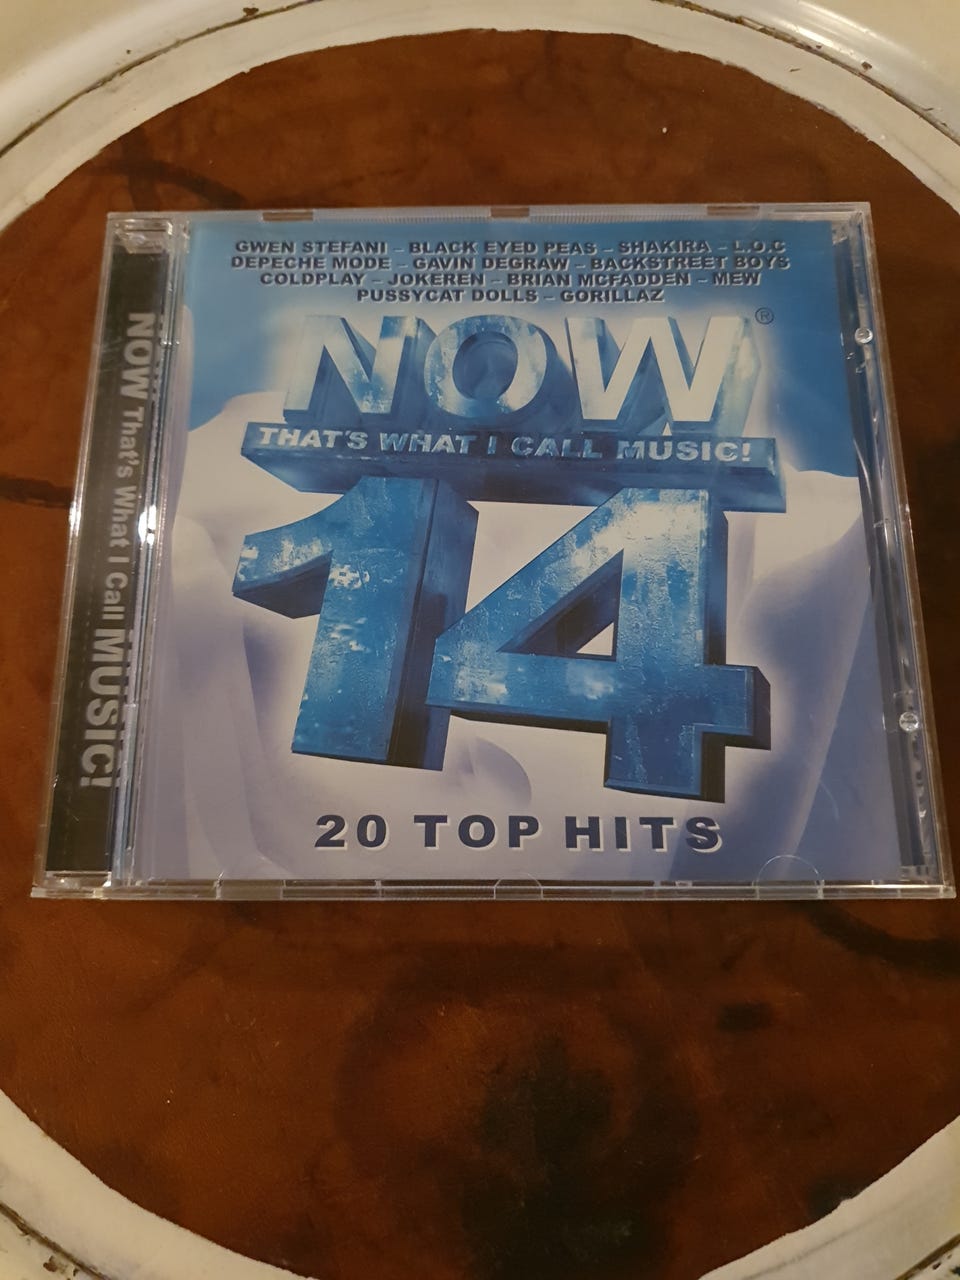 GWEN STEFANI - BLACK EYED PEAS - SHAKIRA - L.O.C
DEPECHE MODE - GAVIN DEGRAW - BACKSTREET BOYS
COLDPLAY - JOKEREN - BRIAN MCFADDEN - MEW
PUSSYCAT DOLLS - GORILLAZ
NOW®
THAT'S WHAT I CALL MUSIC!
14
20 TOP HITS
NOW That's What I Call MUSIC!